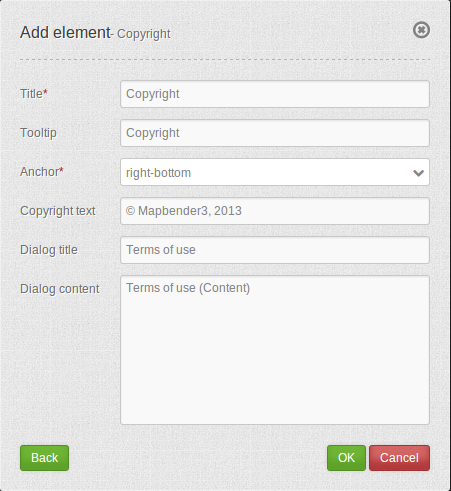 Add element- Copyright
Title* Copyright
Tooltip Copyright
Anchor* right-bottom
Copyright text © Mapbender3, 2013
Dialog title Terms of use
Dialog content Terms of use (Content)
Back OK Cancel